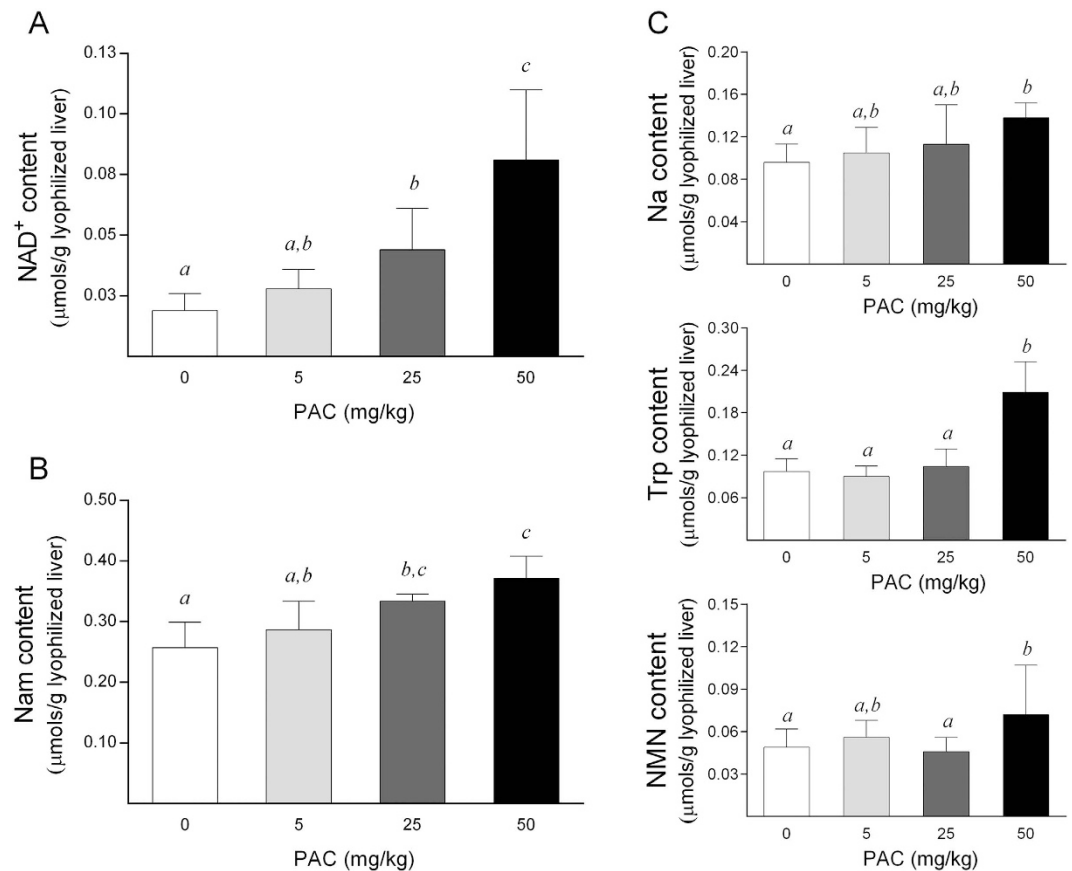 A
NAD+ content
(µmols/g lyophilized liver)
0.13
0.10
0.08
0.05
0.03
a
a,b
b
c
0
5
25
50
PAC (mg/kg)
B
Nam content
(µmols/g lyophilized liver)
0.50
0.40
0.30
0.20
0.10
a
a,b
b,c
c
0
5
25
50
PAC (mg/kg)
C
Na content
(µmols/g lyophilized liver)
0.20
0.16
0.12
0.08
0.04
a
a,b
a,b
b
0
5
25
50
PAC (mg/kg)
Trp content
(µmols/g lyophilized liver)
0.30
0.24
0.18
0.12
0.06
a
a
a
b
0
5
25
50
PAC (mg/kg)
NMN content
(µmols/g lyophilized liver)
0.15
0.12
0.09
0.06
0.03
a
a,b
a
b
0
5
25
50
PAC (mg/kg)